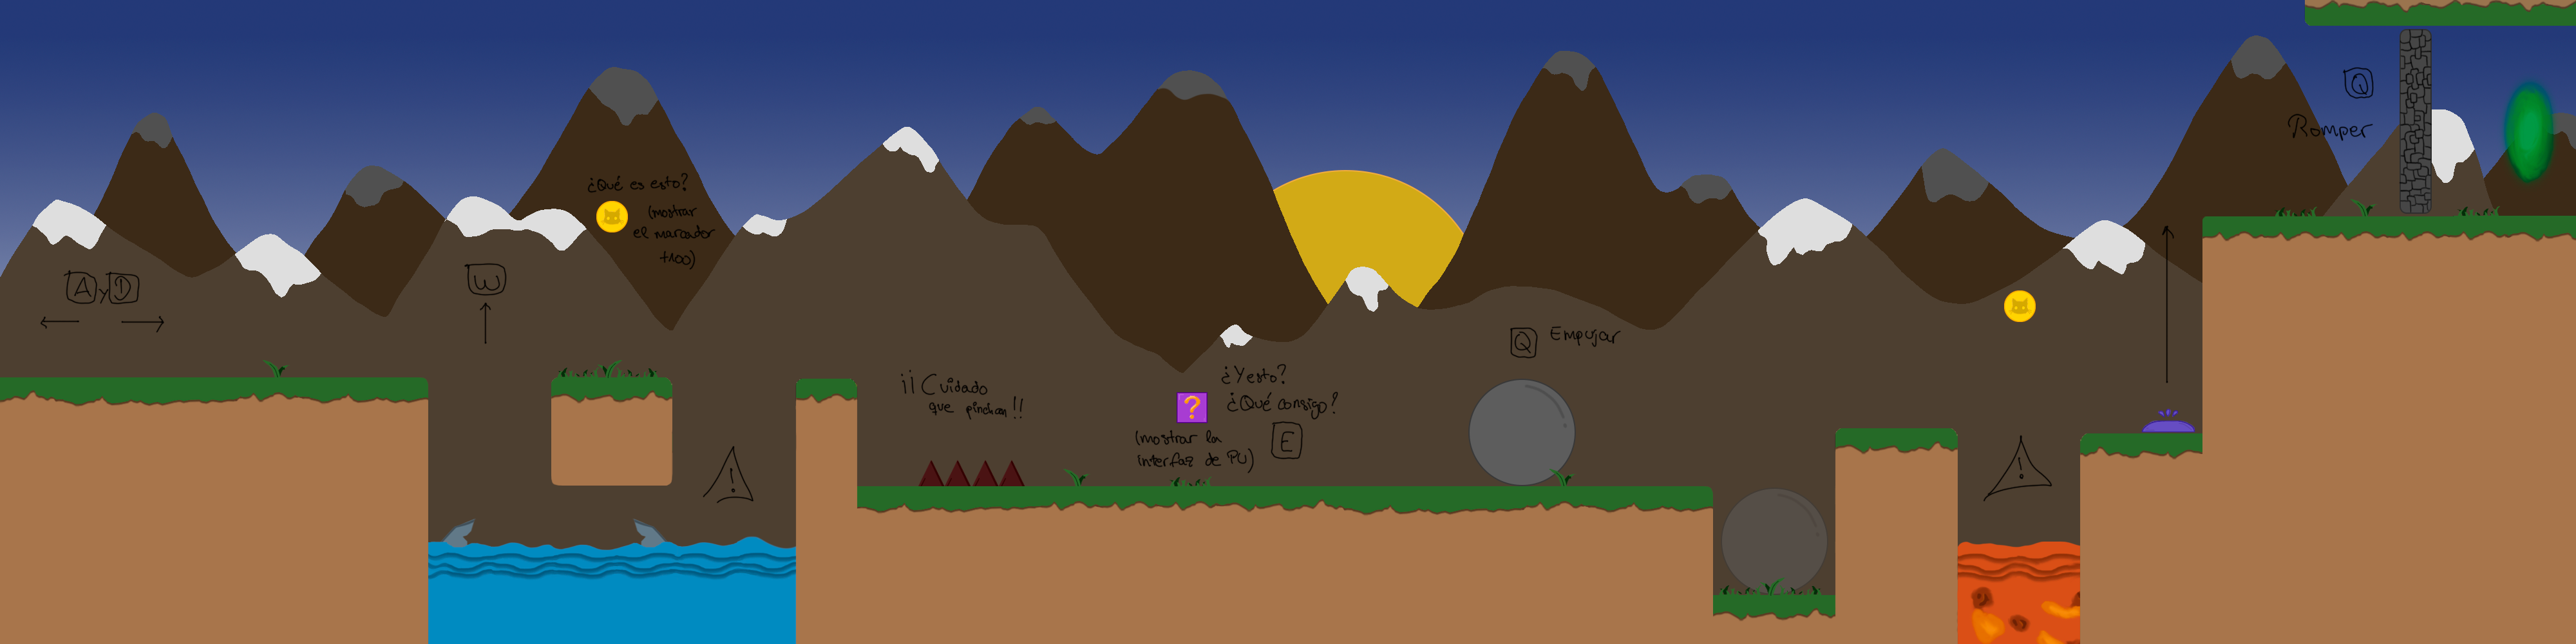 A y D
W
¿Qué es esto?
(mostrar
el marcador
+100)
!
¡¡Cuidado
que pinchan!!
?
¿Y esto?
¿Qué consigo?
(mostrar la
interfaz de PU)
E
Q Empujar
!
Q
Romper